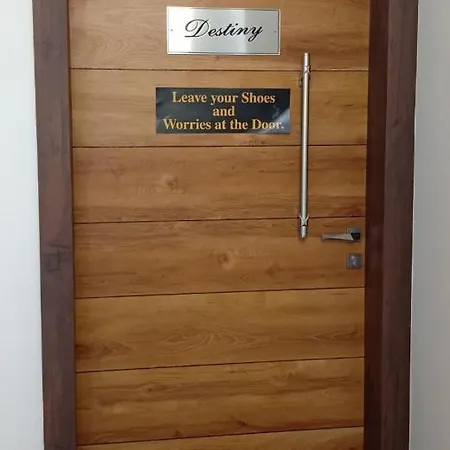 Destiny
Leave your Shoes
and
Worries at the Door.